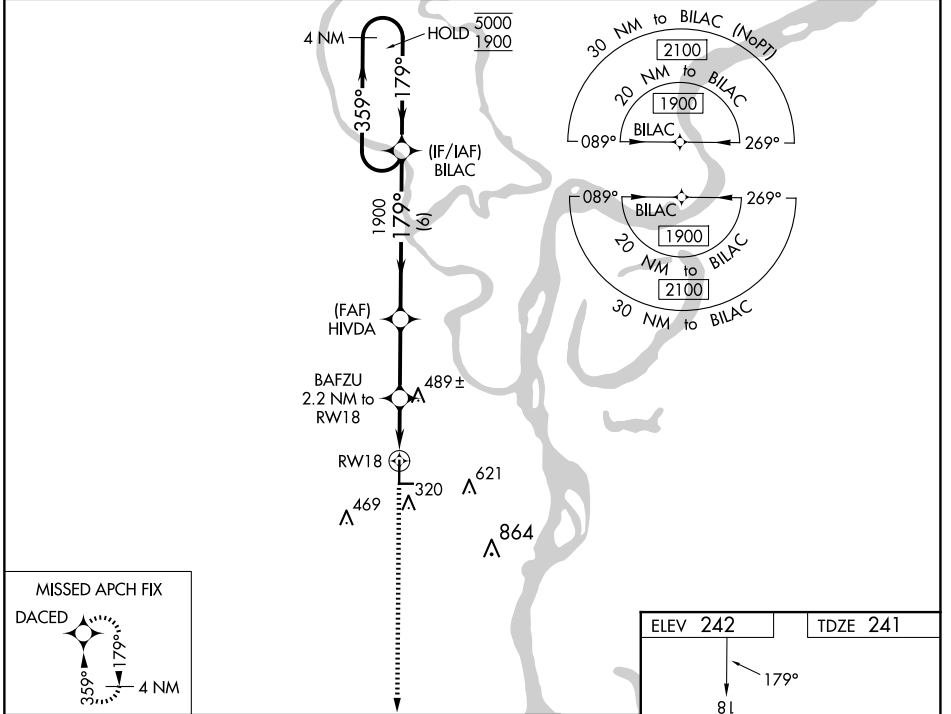 4 NM
HOLD 5000
1900
359°
179°
(IF/IAF)
BILAC
1900
179°
(6)
(FAF)
HIVDA
BAFZU
2.2 NM to
RW18
489±
RW18
320
621
469
864
30 NM to BILAC (NoPT)
2100
20 NM to BILAC
1900
BILAC
089°
269°
089°
269°
BILAC
1900
20 NM to BILAC
2100
30 NM to BILAC
MISSED APCH FIX
DACED
179°
359°
4 NM
ELEV 242
TDZE 241
179°
18